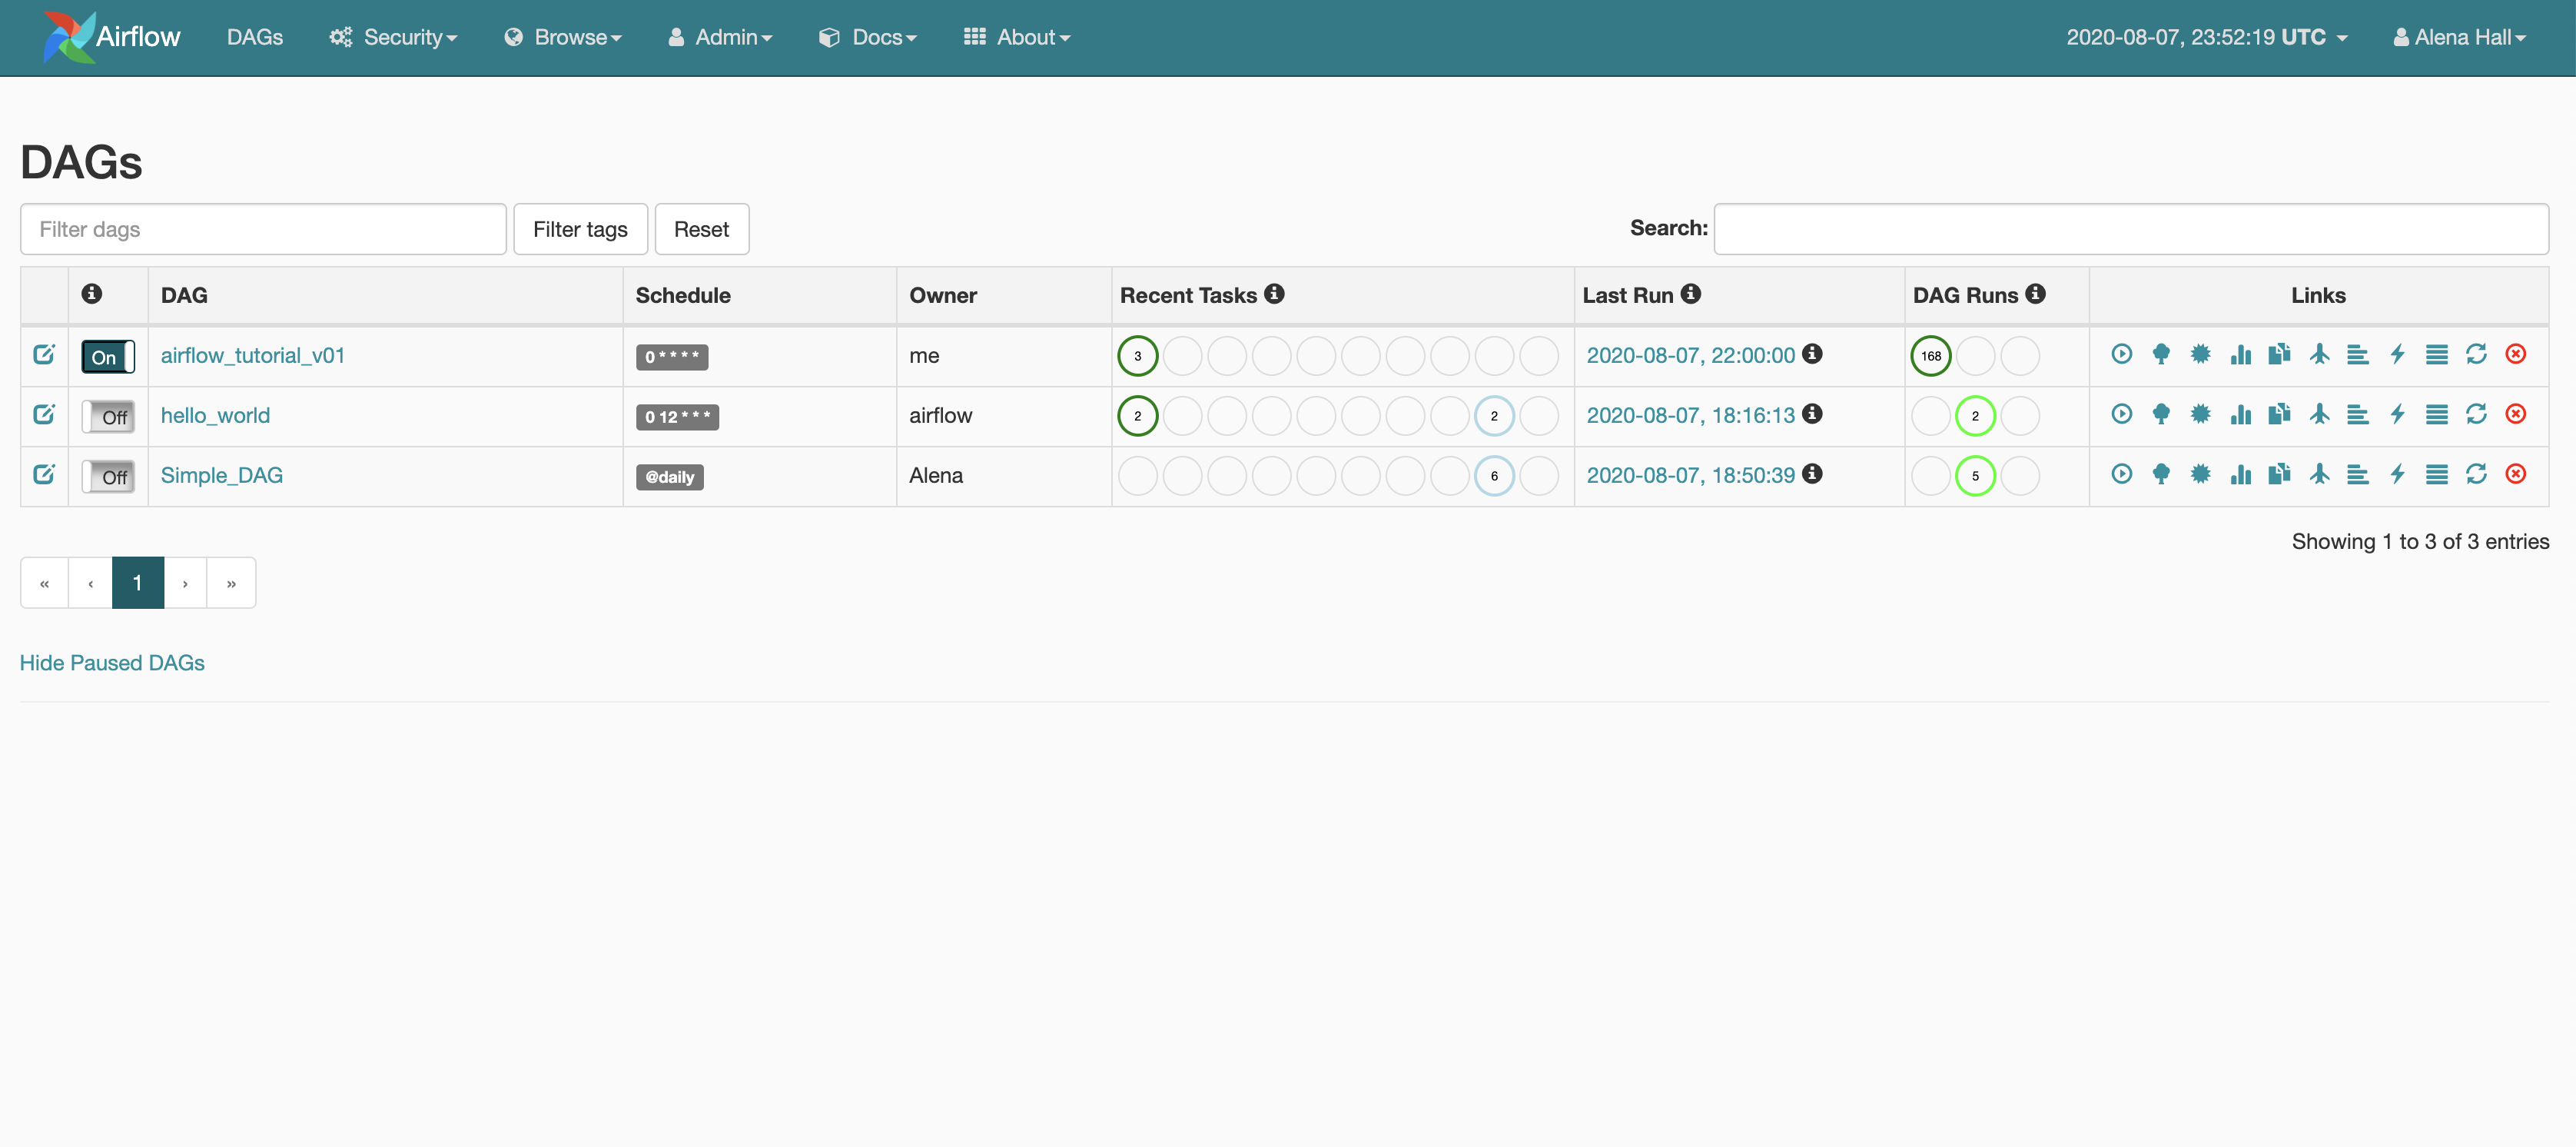 Airflow DAGs Security Browse Admin Docs About 2020-08-07, 23:52:19 UTC Alena Hall
DAGs
Filter dags Filter tags Reset Search:
DAG Schedule Owner Recent Tasks Last Run DAG Runs Links
On airflow_tutorial_v01 0 * * * * me 3 2020-08-07, 22:00:00 168
Off hello_world 0 12 * * * airflow 2 2 2020-08-07, 18:16:13 2
Off Simple_DAG @daily Alena 6 2020-08-07, 18:50:39 5
Showing 1 to 3 of 3 entries
« ‹ 1 › »
Hide Paused DAGs